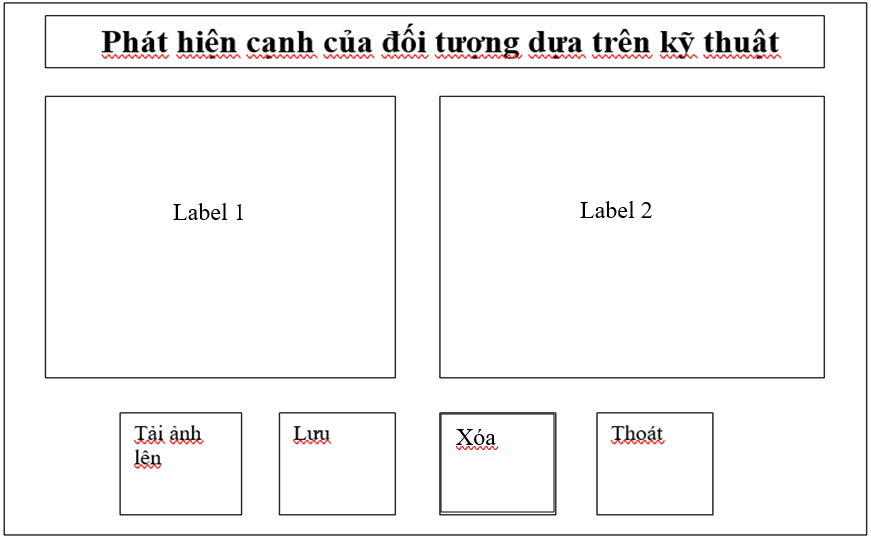 Phát hiện cạnh của đối tượng dựa trên kỹ thuật
Label 1
Label 2
Tải ảnh
lên
Lưu
Xóa
Thoát